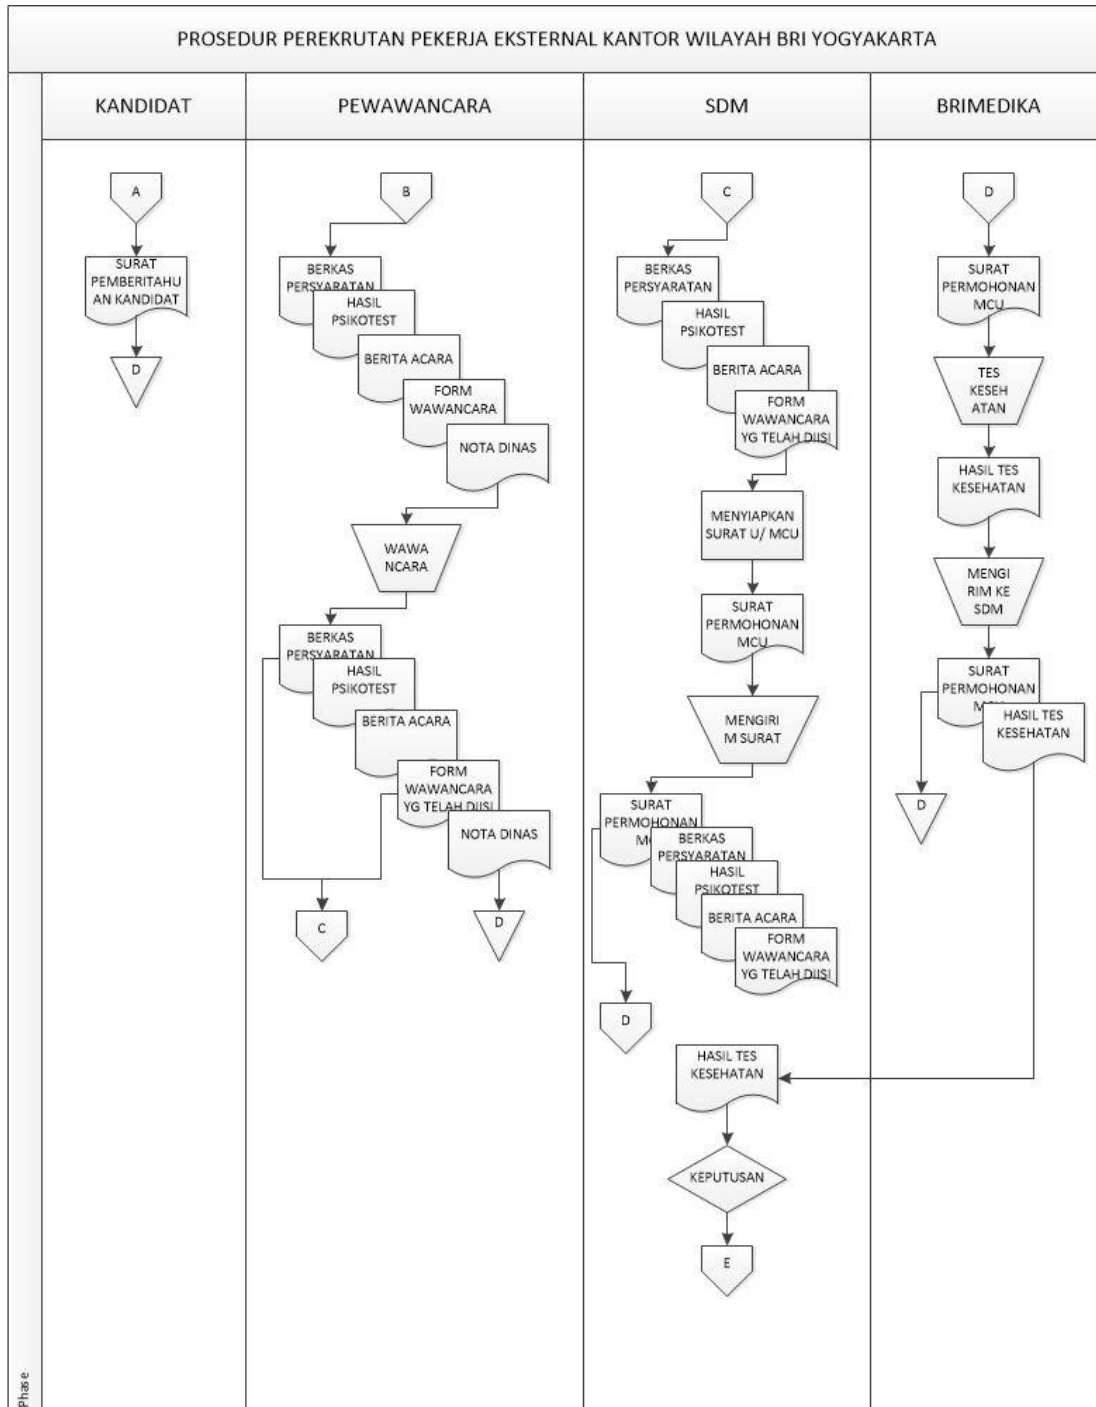 PROSEDUR PEREKRUTAN PEKERJA EKSTERNAL KANTOR WILAYAH BRI YOGYAKARTA
KANDIDAT
PEWAWANCARA
SDM
BRIMEDIKA
A
SURAT
PEMBERITAHU
AN KANDIDAT
D
B
BERKAS
PERSYARATAN
HASIL
PSIKOTEST
BERITA ACARA
FORM
WAWANCARA
NOTA DINAS
WAWA
NCARA
BERKAS
PERSYARATAN
HASIL
PSIKOTEST
BERITA ACARA
FORM
WAWANCARA
YG TELAH DIISI
NOTA DINAS
C
D
C
BERKAS
PERSYARATAN
HASIL
PSIKOTEST
BERITA ACARA
FORM
WAWANCARA
YG TELAH DIISI
MENYIAPKAN
SURAT U/ MCU
SURAT
PERMOHONAN
MCU
MENGIRI
M SURAT
SURAT
PERMOHONAN
BERKAS
PERSYARATAN
HASIL
PSIKOTEST
BERITA ACARA
FORM
WAWANCARA
YG TELAH DIISI
D
HASIL TES
KESEHATAN
KEPUTUSAN
E
D
SURAT
PERMOHONAN
MCU
TES
KESEH
ATAN
HASIL TES
KESEHATAN
MENGI
RIM KE
SDM
SURAT
PERMOHONAN
HASIL TES
KESEHATAN
D
Phase